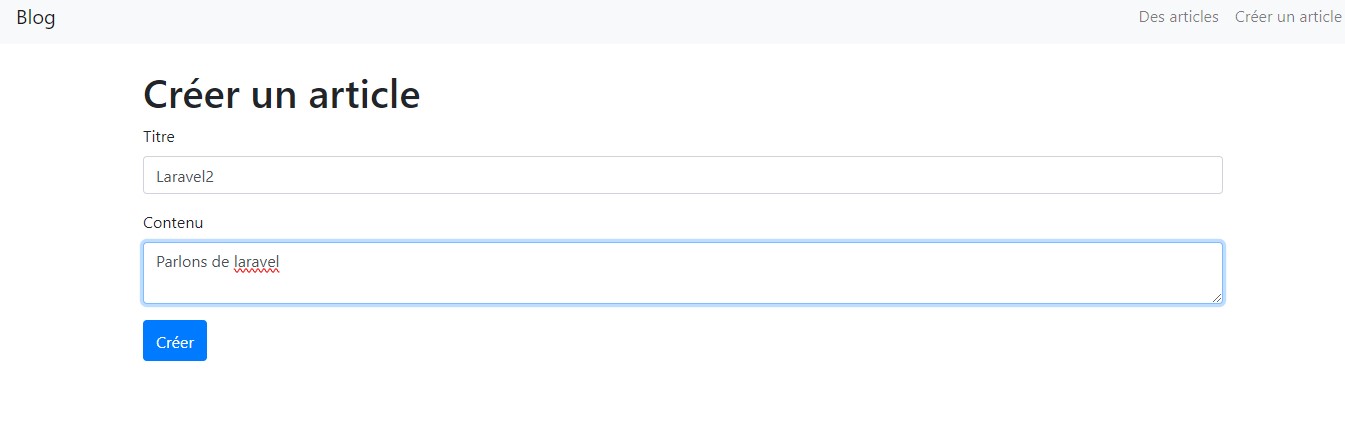 Blog Des articles Créer un article
Créer un article
Titre
Laravel2
Contenu
Parlons de laravel
Créer